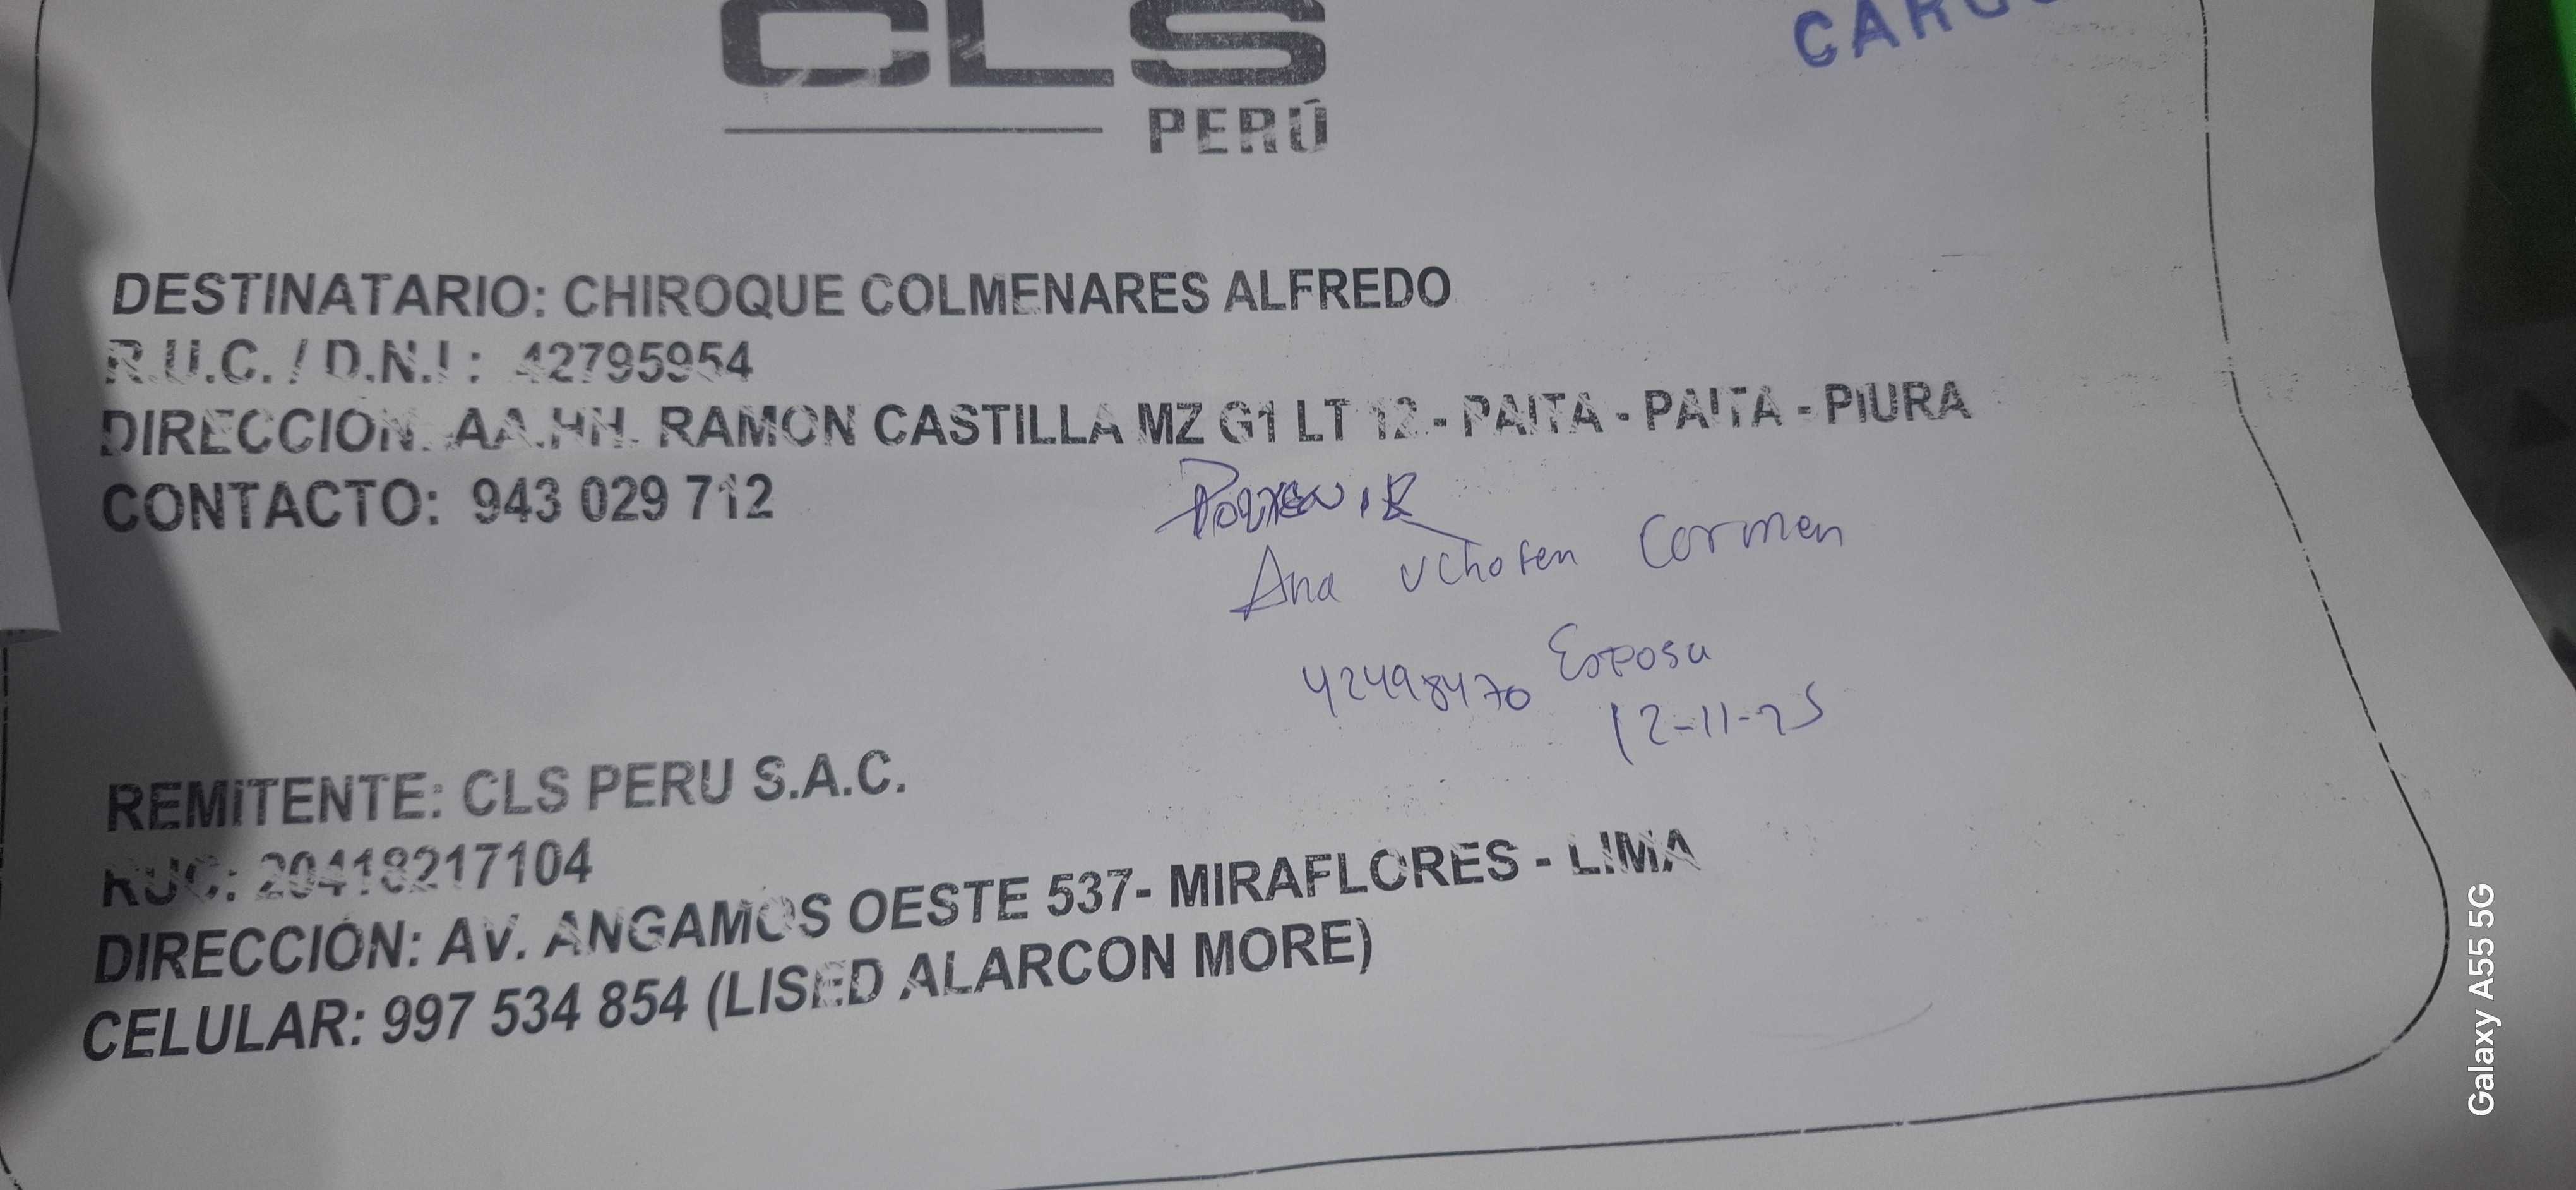 CLS
PERÚ
DESTINATARIO: CHIROQUE COLMENARES ALFREDO
R.U.C. / D.N.I : 42795954
DIRECCIÓN: AA.HH. RAMON CASTILLA MZ G1 LT 12 - PAITA - PAITA - PIURA
CONTACTO: 943 029 712
Ana Carmen
42498470 Esposa
12-11-25
REMITENTE: CLS PERU S.A.C.
RUC: 20418217104
DIRECCIÓN: AV. ANGAMOS OESTE 537- MIRAFLORES - LIMA
CELULAR: 997 534 854 (LISED ALARCON MORE)
Galaxy A55 5G